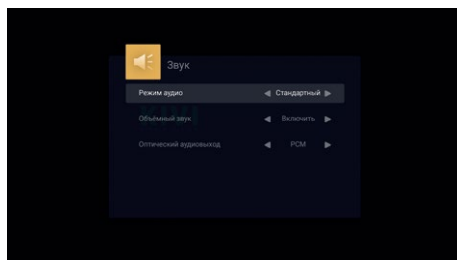 Звук
Режим аудио ◀ Стандартный ▶
Объёмный звук ◀ Включить ▶
Оптический аудиовыход ◀ PCM ▶